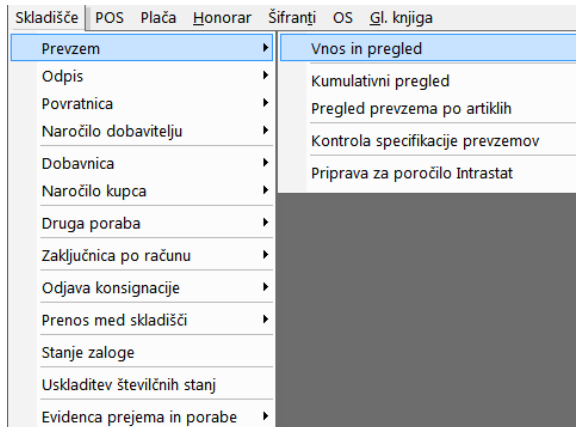 Skladišče POS Plača Honorar Šifranti OS Gl. knjiga
Prevzem
Odpis
Povratnica
Naročilo dobavitelju
Dobavnica
Naročilo kupca
Druga poraba
Zaključnica po računu
Odjava konsignacije
Prenos med skladišči
Stanje zaloge
Uskladitev številčnih stanj
Evidenca prejema in porabe
Vnos in pregled
Kumulativni pregled
Pregled prevzema po artiklih
Kontrola specifikacije prevzemov
Priprava za poročilo Intrastat